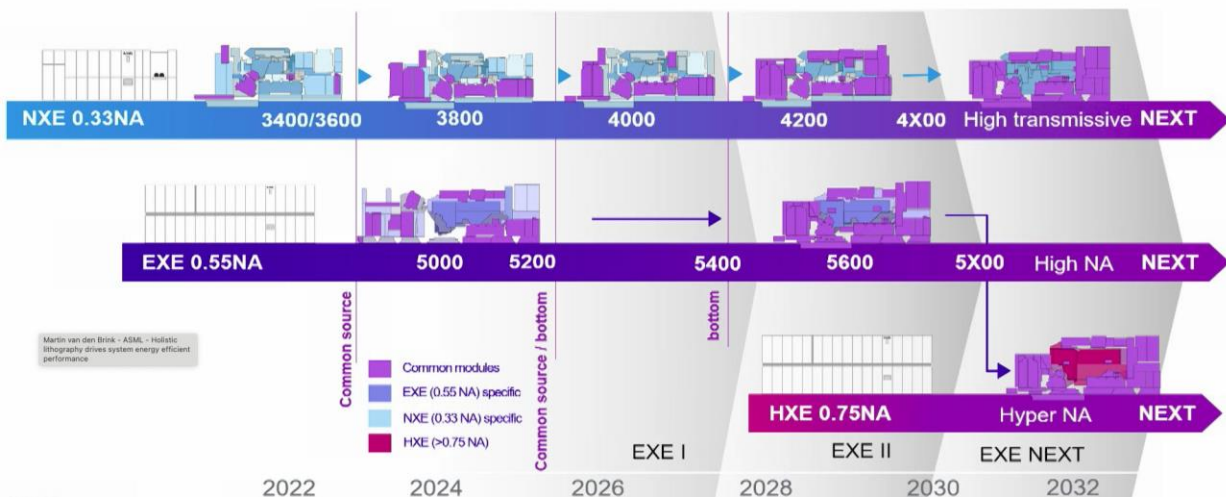 NXE 0.33NA
3400/3600
3800
4000
4200
4X00
High transmissive
NEXT
EXE 0.55NA
5000
5200
5400
5600
5X00
High NA
NEXT
Martin van den Brink - ASML - Holistic
lithography drives system energy efficient
performance
Common source
Common source / bottom
bottom
Common modules
EXE (0.55 NA) specific
NXE (0.33 NA) specific
HXE (>0.75 NA)
HXE 0.75NA
Hyper NA
NEXT
EXE I
EXE II
EXE NEXT
2022
2024
2026
2028
2030
2032